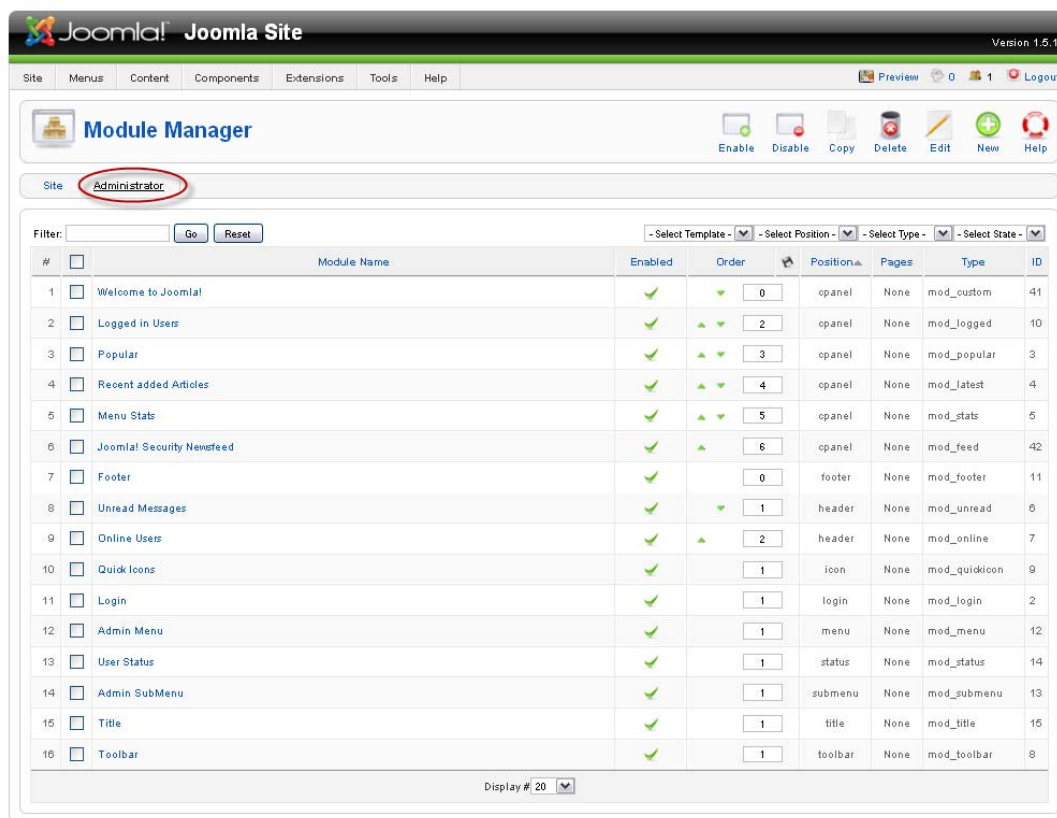 Joomla! Joomla Site
Version 1.5.1
Site Menus Content Components Extensions Tools Help Preview 0 1 Logout
Module Manager
Enable Disable Copy Delete Edit New Help
Site Administrator
Filter: Go Reset - Select Template - - Select Position - - Select Type - - Select State -
# Module Name Enabled Order Position Pages Type ID
1 Welcome to Joomla! 0 cpanel None mod_custom 41
2 Logged in Users 2 cpanel None mod_logged 10
3 Popular 3 cpanel None mod_popular 3
4 Recent added Articles 4 cpanel None mod_latest 4
5 Menu Stats 5 cpanel None mod_stats 5
6 Joomla! Security Newsfeed 6 cpanel None mod_feed 42
7 Footer 0 footer None mod_footer 11
8 Unread Messages 1 header None mod_unread 6
9 Online Users 2 header None mod_online 7
10 Quick Icons 1 icon None mod_quickicon 9
11 Login 1 login None mod_login 2
12 Admin Menu 1 menu None mod_menu 12
13 User Status 1 status None mod_status 14
14 Admin SubMenu 1 submenu None mod_submenu 13
15 Title 1 title None mod_title 15
16 Toolbar 1 toolbar None mod_toolbar 8
Display # 20